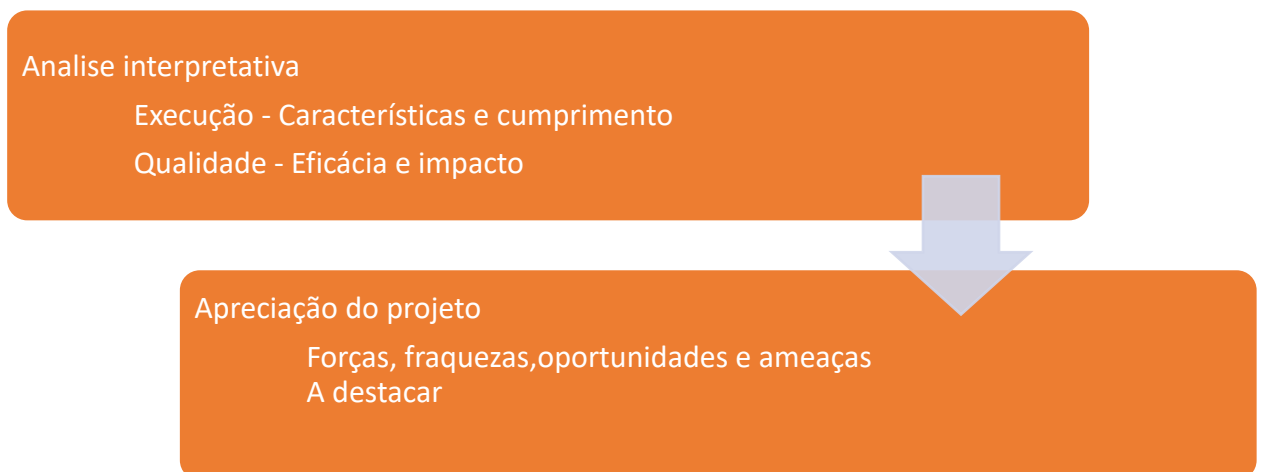 Analise interpretativa
Execução - Características e cumprimento
Qualidade - Eficácia e impacto
Apreciação do projeto
Forças, fraquezas,oportunidades e ameaças
A destacar